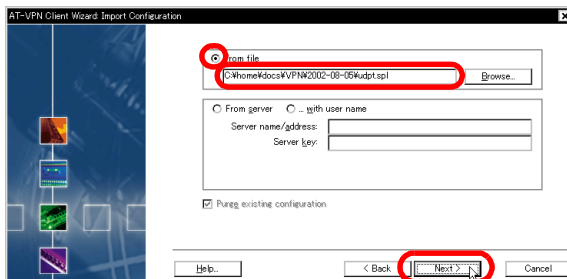 AT-VPN Client Wizard: Import Configuration
From file
C:¥home¥docs¥VPN¥2002-08-05¥udpt.spl
Browse...
From server
... with user name
Server name/address:
Server key:
Purge existing configuration
Help...
< Back
Next >
Cancel